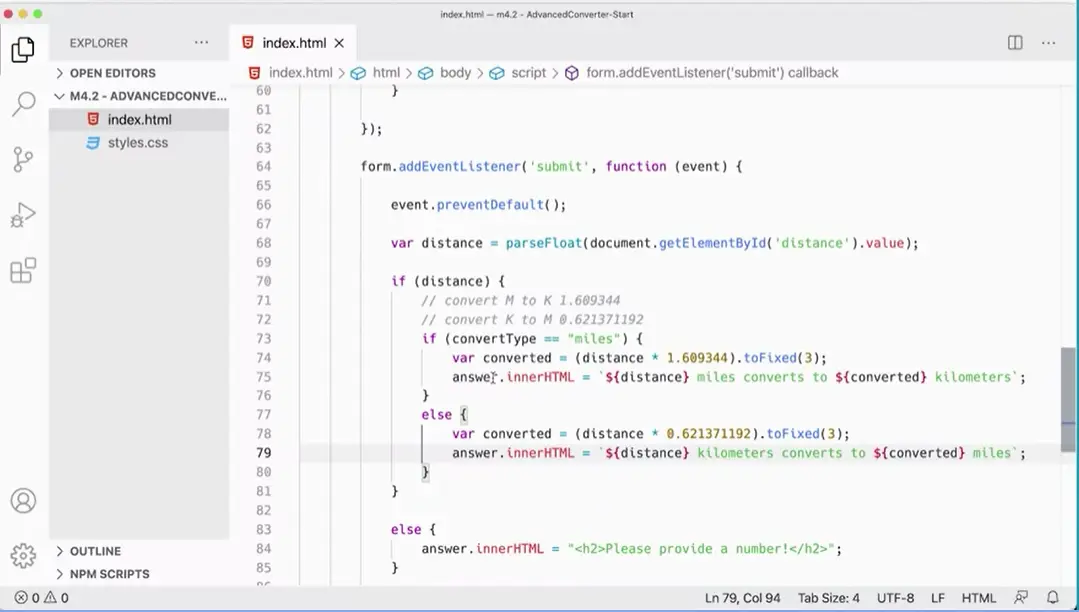 index.html — m4.2 - AdvancedConverter-Start
EXPLORER ···
index.html ×
···
OPEN EDITORS
index.html > html > body > script > form.addEventListener('submit') callback
M4.2 - ADVANCEDCONVE...
index.html
styles.css
60 }
61
62 });
63
64 form.addEventListener('submit', function (event) {
65
66 event.preventDefault();
67
68 var distance = parseFloat(document.getElementById('distance').value);
69
70 if (distance) {
71 // convert M to K 1.609344
72 // convert K to M 0.621371192
73 if (convertType == "miles") {
74 var converted = (distance * 1.609344).toFixed(3);
75 answer.innerHTML = `${distance} miles converts to ${converted} kilometers`;
76 }
77 else {
78 var converted = (distance * 0.621371192).toFixed(3);
79 answer.innerHTML = `${distance} kilometers converts to ${converted} miles`;
80 }
81 }
82
83 else {
84 answer.innerHTML = "<h2>Please provide a number!</h2>";
85 }
OUTLINE
NPM SCRIPTS
0 0
Ln 79, Col 94 Tab Size: 4 UTF-8 LF HTML